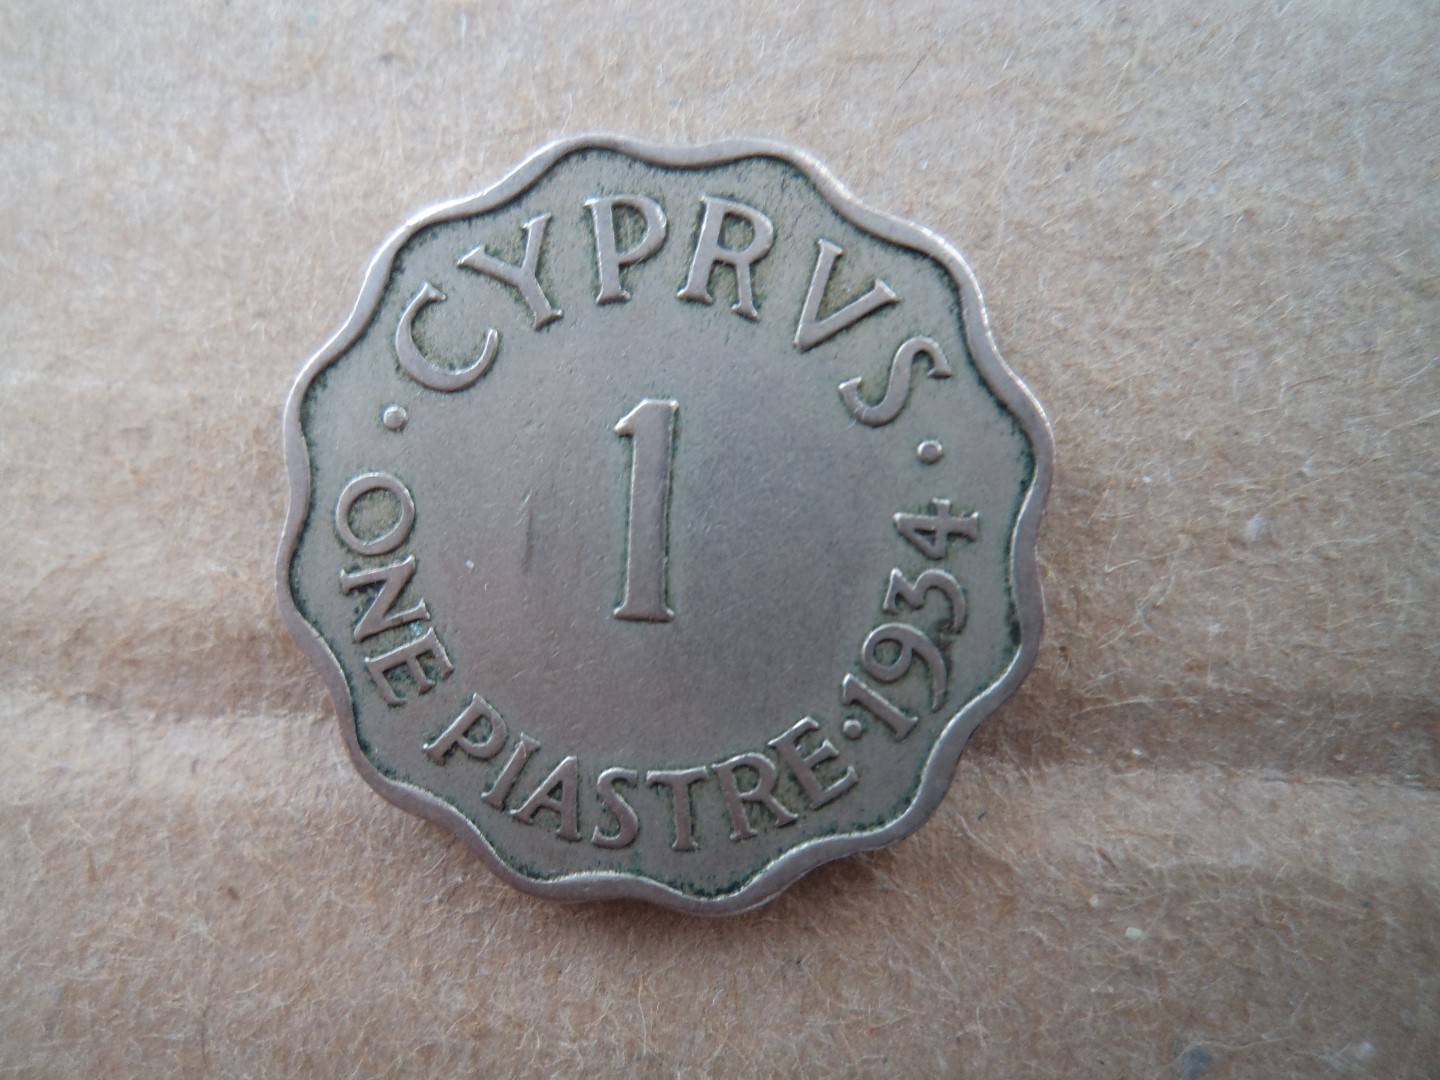 · CYPRVS ·
1
ONE PIASTRE · 1934